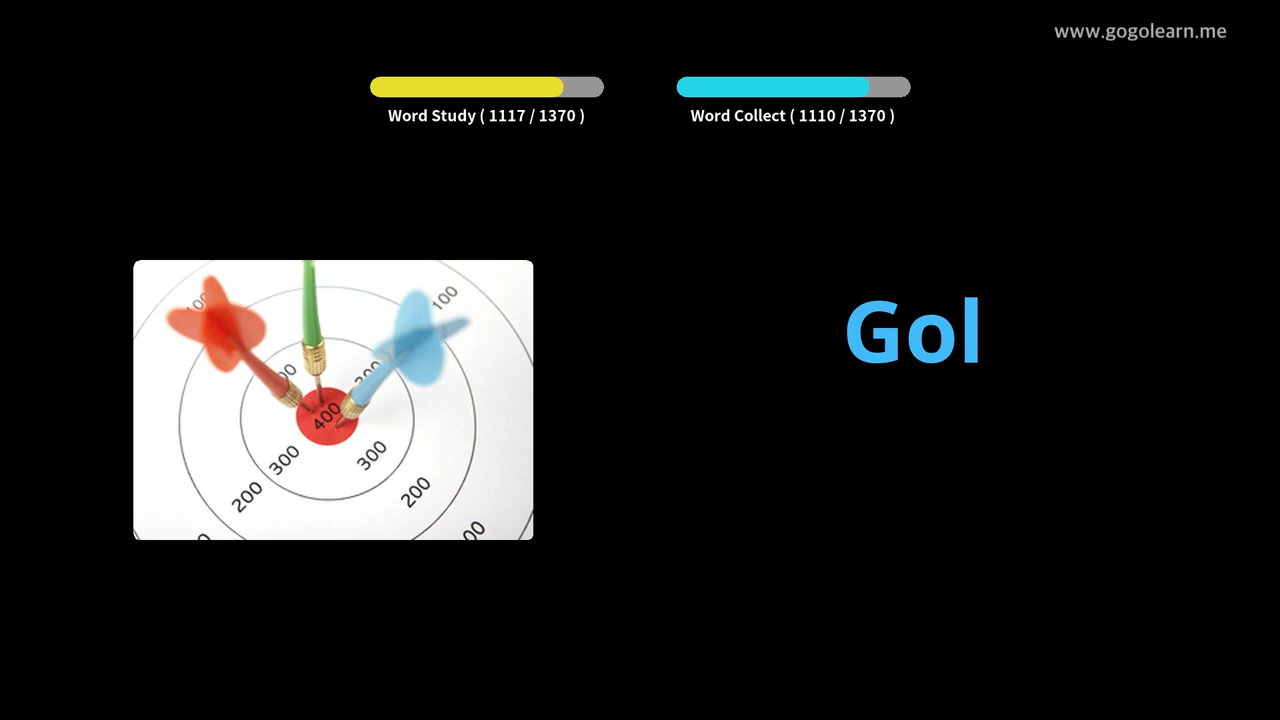 www.gogolearn.me
Word Study ( 1117 / 1370 )
Word Collect ( 1110 / 1370 )
Gol
100
100
200
400
300
300
200
200